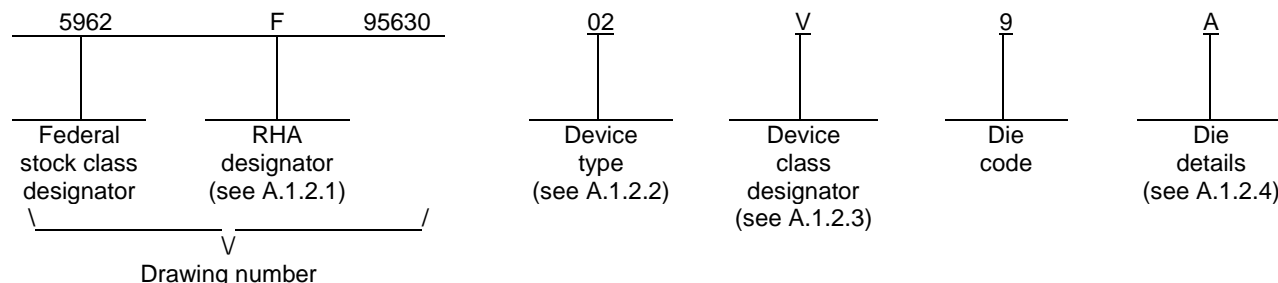 5962 F 95630 02 V 9 A
Federal RHA Device Device Die Die
stock class designator type class code details
designator (see A.1.2.1) (see A.1.2.2) designator (see A.1.2.4)
(see A.1.2.3)
\ /
\/
Drawing number